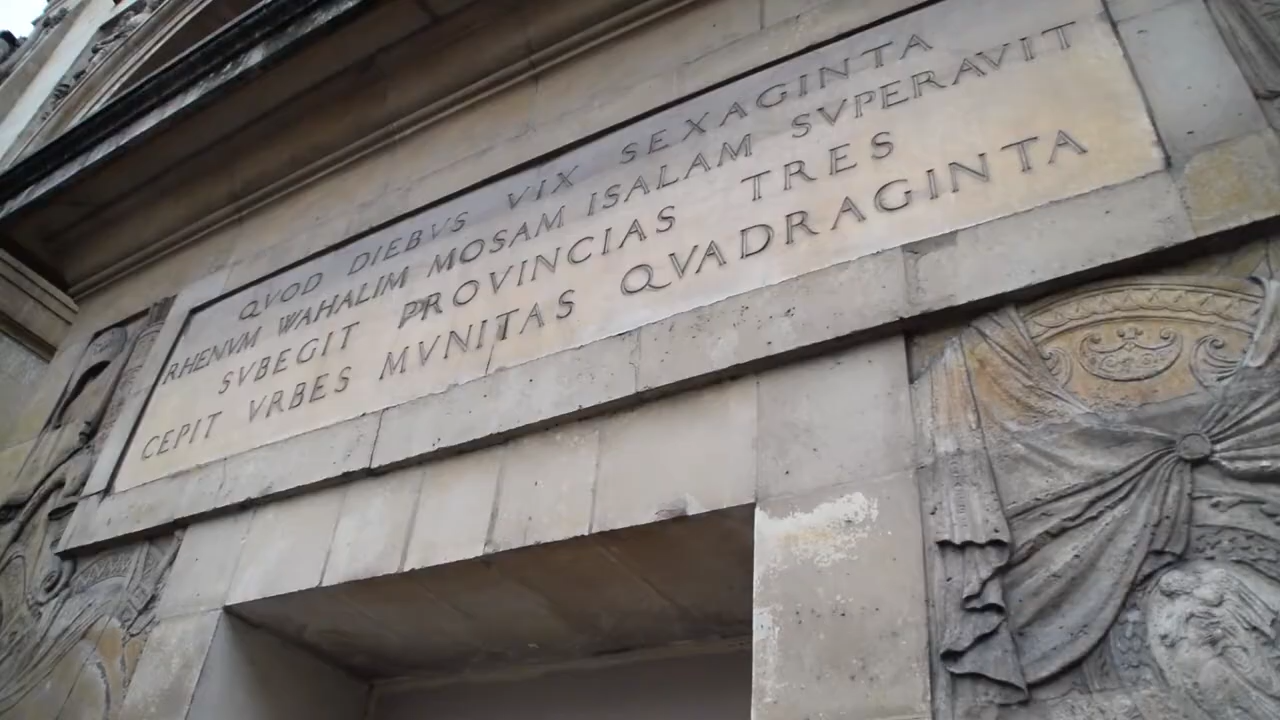 QVOD DIEBVS VIX SEXAGINTA
RHENVM WAHALIM MOSAM ISALAM SVPERAVIT
SVBEGIT PROVINCIAS TRES
CEPIT VRBES MVNITAS QVADRAGINTA